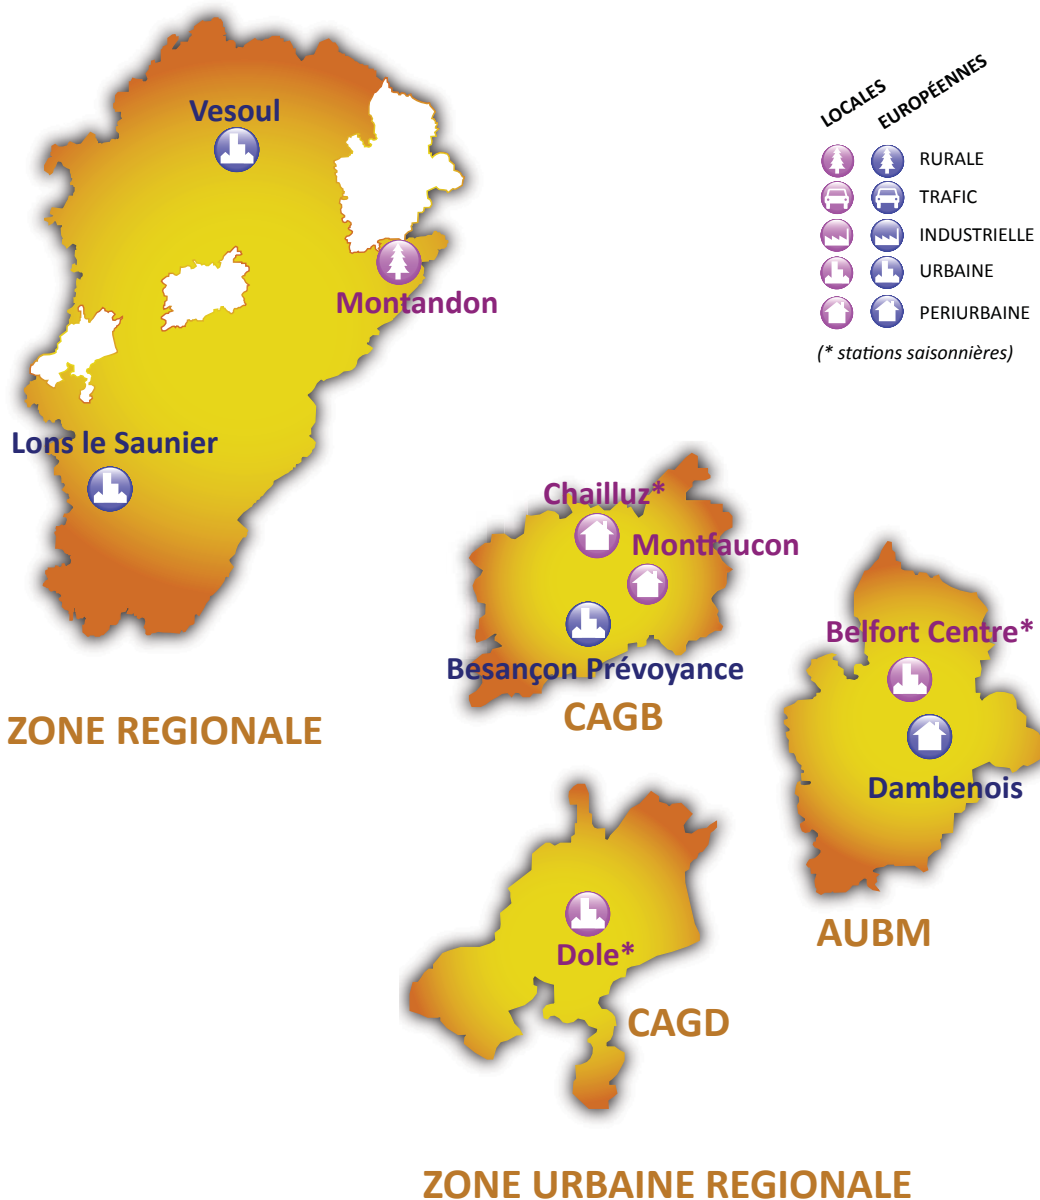 Vesoul
Montandon
Lons le Saunier
ZONE REGIONALE
LOCALES
EUROPÉENNES
RURALE
TRAFIC
INDUSTRIELLE
URBAINE
PERIURBAINE
(* stations saisonnières)
Chailluz*
Montfaucon
Besançon Prévoyance
CAGB
Belfort Centre*
Dambenois
AUBM
Dole*
CAGD
ZONE URBAINE REGIONALE